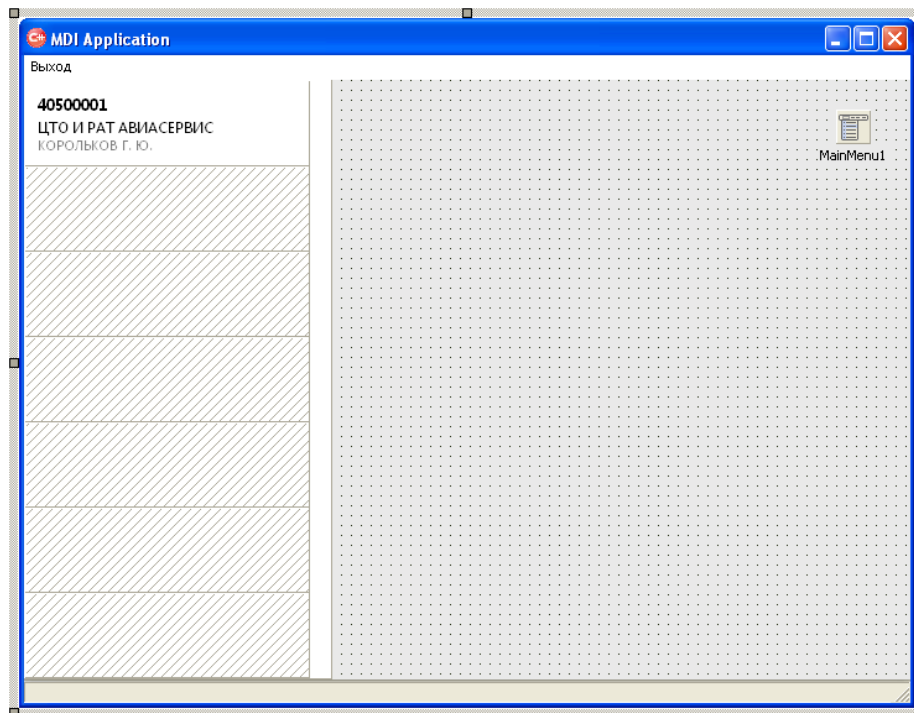 MDI Application
Выход
40500001
ЦТО И РАТ АВИАСЕРВИС
КОРОЛЬКОВ Г. Ю.
MainMenu1